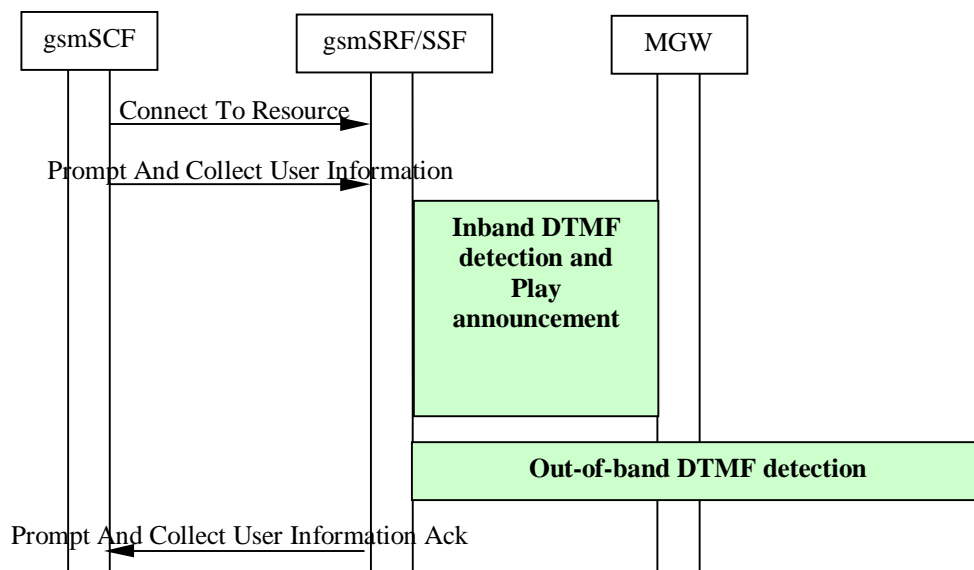 gsmSCF
gsmSRF/SSF
MGW
Connect To Resource
Prompt And Collect User Information
Inband DTMF
detection and
Play
announcement
Out-of-band DTMF detection
Prompt And Collect User Information Ack